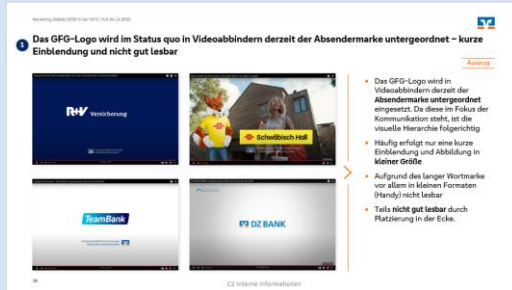 1
Das GFG-Logo wird im Status quo in Videoabbindern derzeit der Absendermarke untergeordnet – kurze
Einblendung und nicht gut lesbar
Auszug
R+V Versicherung
Schwäbisch Hall
TeamBank
DZ BANK
• Das GFG-Logo wird in
Videoabbindern derzeit der
Absendermarke untergeordnet
eingesetzt. Da diese im Fokus der
Kommunikation steht, ist die
visuelle Hierarchie folgerichtig
• Häufig erfolgt nur eine kurze
Einblendung und Abbildung in
kleiner Größe
• Aufgrund des langer Wortmarke
vor allem in kleinen Formaten
(Handy) nicht lesbar
• Teils nicht gut lesbar durch
Platzierung in der Ecke.
C2 Interne Informationen